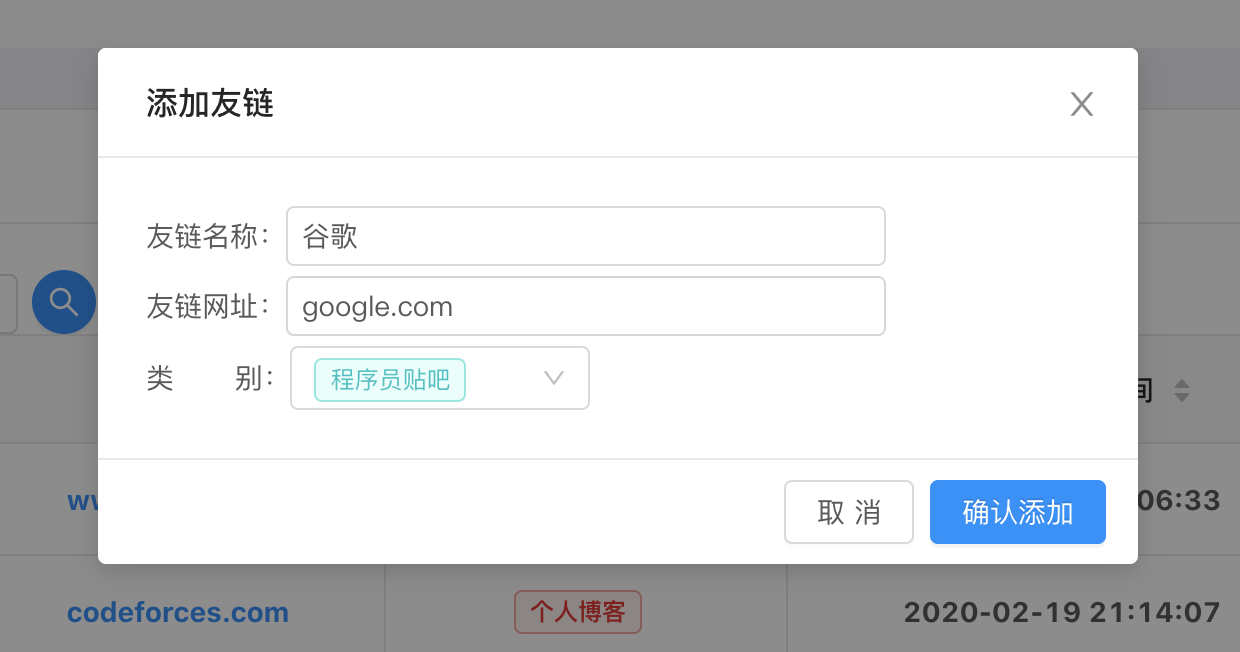 添加友链
友链名称: 谷歌
友链网址: google.com
类 别: 程序员贴吧
取 消 确认添加
06:33
codeforces.com 个人博客 2020-02-19 21:14:07